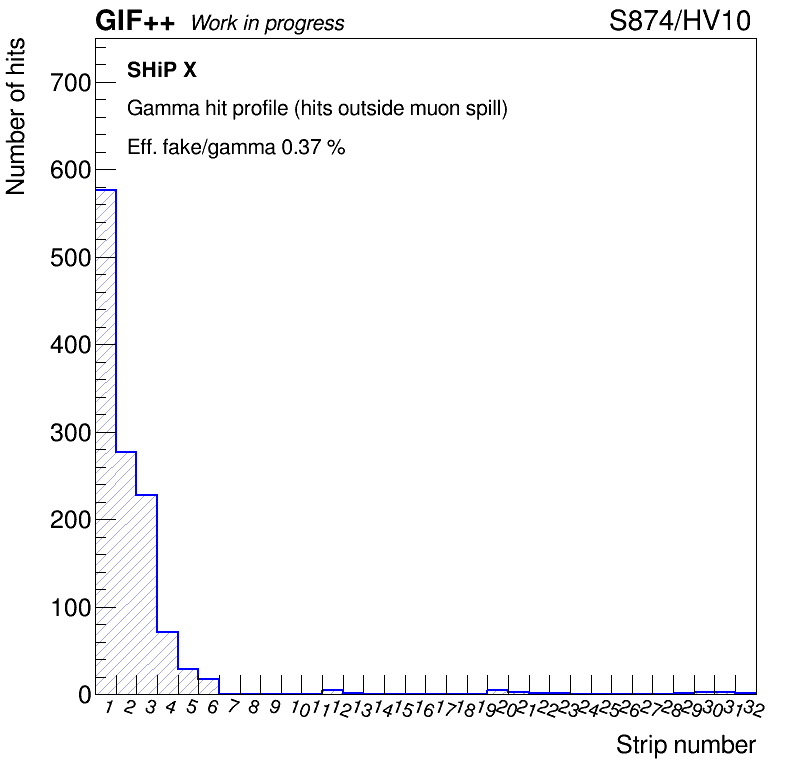 GIF++ Work in progress S874/HV10
Number of hits
SHiP X
Gamma hit profile (hits outside muon spill)
Eff. fake/gamma 0.37 %
700
600
500
400
300
200
100
0
1 2 3 4 5 6 7 8 9 10 11 12 13 14 15 16 17 18 19 20 21 22 23 24 25 26 27 28 29 30 31 32
Strip number